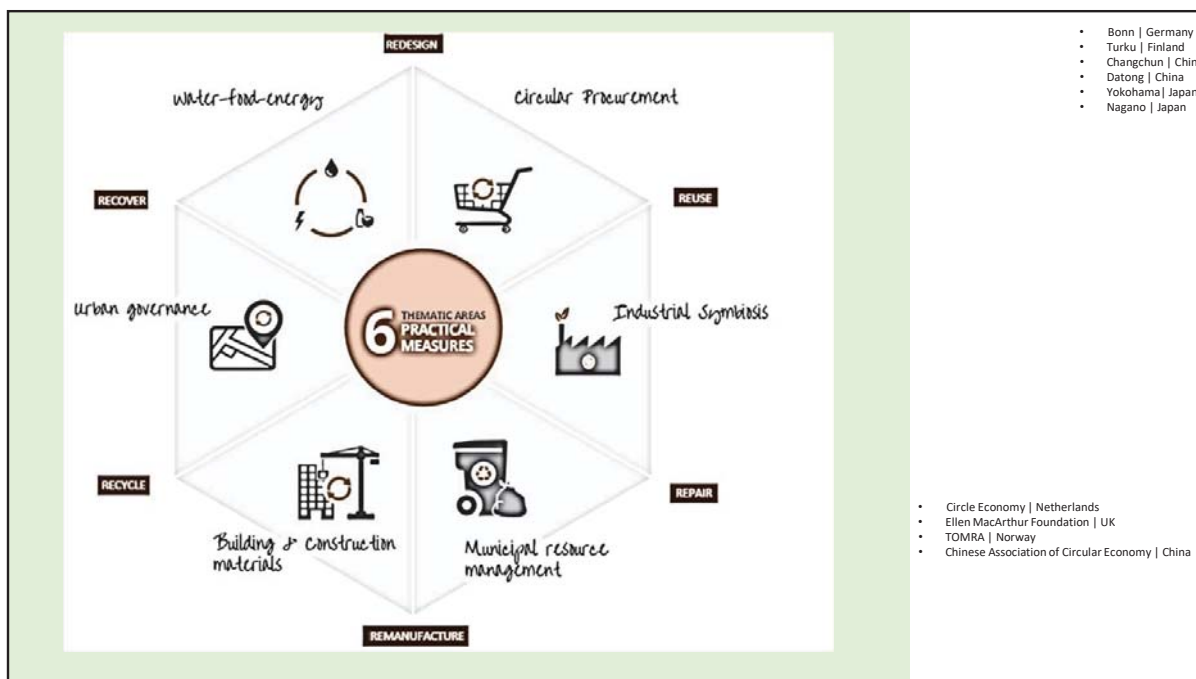 REDESIGN
Water-food-energy
Circular Procurement
RECOVER
REUSE
Urban governance
6 THEMATIC AREAS
PRACTICAL
MEASURES
Industrial Symbiosis
RECYCLE
REPAIR
Building & Construction
materials
Municipal resource
management
REMANUFACTURE
• Bonn | Germany
• Turku | Finland
• Changchun | Chin
• Datong | China
• Yokohama| Japan
• Nagano | Japan
• Circle Economy | Netherlands
• Ellen MacArthur Foundation | UK
• TOMRA | Norway
• Chinese Association of Circular Economy | China